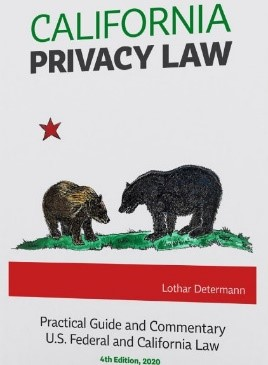 CALIFORNIA
PRIVACY LAW
Lothar Determann
Practical Guide and Commentary
U.S. Federal and California Law
4th Edition, 2020